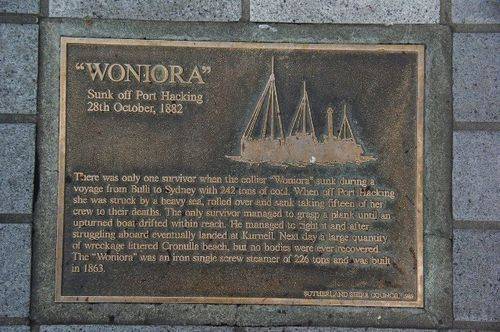 "WONIORA"
Sunk off Port Hacking
28th October, 1882
There was only one survivor when the collier "Woniora" sunk during a
voyage from Bulli to Sydney with 242 tons of coal. When off Port Hacking
she was struck by a heavy sea, rolled over and sank taking fifteen of her
crew to their deaths. The only survivor managed to grasp a plank until an
upturned boat drifted within reach. He managed to right it and after
struggling aboard eventually landed at Kurnell. Next day a large quantity
of wreckage littered Cronulla beach, but no bodies were ever recovered.
The "Woniora" was an iron single screw steamer of 226 tons and was built
in 1863.
SUTHERLAND SHIRE COUNCIL